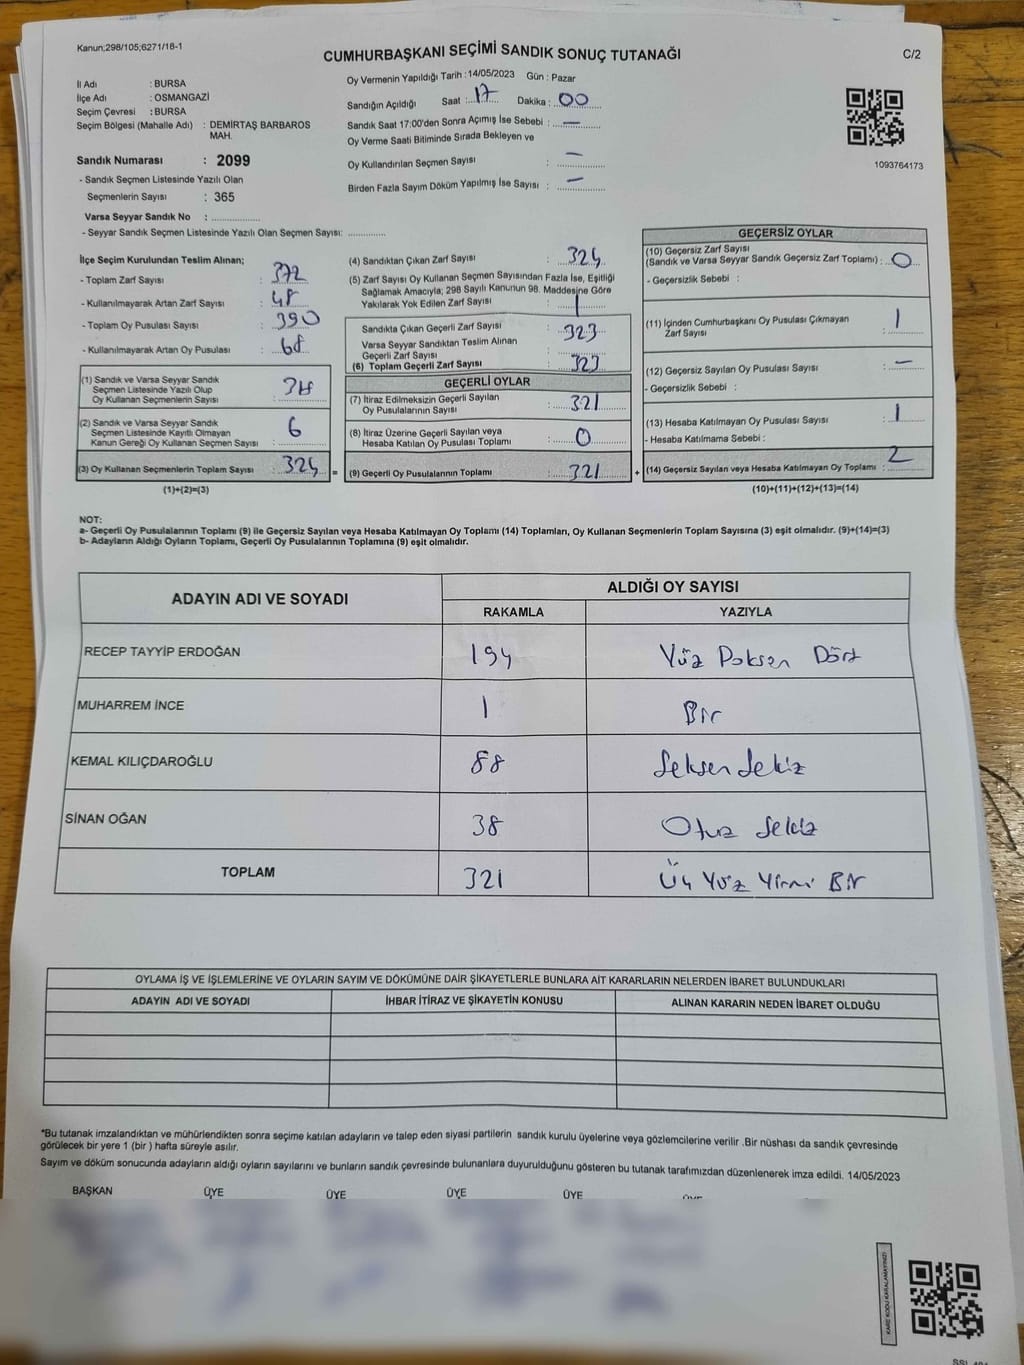 Kanun;298/105;6271/18-1
CUMHURBAŞKANI SEÇİMİ SANDIK SONUÇ TUTANAĞI
C/2
İl Adı : BURSA
İlçe Adı : OSMANGAZİ
Seçim Çevresi : BURSA
Seçim Bölgesi (Mahalle Adı) : DEMİRTAŞ BARBAROS
MAH.
Sandık Numarası : 2099
- Sandık Seçmen Listesinde Yazılı Olan
Seçmenlerin Sayısı : 365
Varsa Seyyar Sandık No : ................
- Seyyar Sandık Seçmen Listesinde Yazılı Olan Seçmen Sayısı: ............
Oy Vermenin Yapıldığı Tarih : 14/05/2023 Gün : Pazar
Sandığın Açıldığı Saat : 17 Dakika : 00
Sandık Saat 17:00'den Sonra Açımış İse Sebebi : —
Oy Verme Saati Bitiminde Sırada Bekleyen ve
Oy Kullandırılan Seçmen Sayısı : —
Birden Fazla Sayım Döküm Yapılmış İse Sayısı : —
1093764173
İlçe Seçim Kurulundan Teslim Alınan;
- Toplam Zarf Sayısı : 372
- Kullanılmayarak Artan Zarf Sayısı : 48
- Toplam Oy Pusulası Sayısı : 390
- Kullanılmayarak Artan Oy Pusulası : 68
(1) Sandık ve Varsa Seyyar Sandık
Seçmen Listesinde Yazılı Olup
Oy Kullanan Seçmenlerin Sayısı :
(2) Sandık ve Varsa Seyyar Sandık
Seçmen Listesinde Kayıtlı Olmayan
Kanun Gereği Oy Kullanan Seçmen Sayısı : 6
(3) Oy Kullanan Seçmenlerin Toplam Sayısı : 324
(1)+(2)=(3)
(4) Sandıktan Çıkan Zarf Sayısı : 324
(5) Zarf Sayısı Oy Kullanan Seçmen Sayısından Fazla İse, Eşitliği
Sağlamak Amacıyla; 298 Sayılı Kanunun 98. Maddesine Göre
Yakılarak Yok Edilen Zarf Sayısı : 1
Sandıkta Çıkan Geçerli Zarf Sayısı : 323
Varsa Seyyar Sandıktan Teslim Alınan
Geçerli Zarf Sayısı :
(6) Toplam Geçerli Zarf Sayısı : 323
GEÇERLİ OYLAR
(7) İtiraz Edilmeksizin Geçerli Sayılan
Oy Pusulalarının Sayısı : 321
(8) İtiraz Üzerine Geçerli Sayılan veya
Hesaba Katılan Oy Pusulası Toplamı : 0
= (9) Geçerli Oy Pusulalarının Toplamı : 321 +
GEÇERSİZ OYLAR
(10) Geçersiz Zarf Sayısı
(Sandık ve Varsa Seyyar Sandık Geçersiz Zarf Toplamı) : 0
- Geçersizlik Sebebi :
(11) İçinden Cumhurbaşkanı Oy Pusulası Çıkmayan
Zarf Sayısı : 1
(12) Geçersiz Sayılan Oy Pusulası Sayısı : —
- Geçersizlik Sebebi :
(13) Hesaba Katılmayan Oy Pusulası Sayısı : 1
- Hesaba Katılmama Sebebi :
(14) Geçersiz Sayılan veya Hesaba Katılmayan Oy Toplamı : 2
(10)+(11)+(12)+(13)=(14)
NOT:
a- Geçerli Oy Pusulalarının Toplamı (9) ile Geçersiz Sayılan veya Hesaba Katılmayan Oy Toplamı (14) Toplamları, Oy Kullanan Seçmenlerin Toplam Sayısına (3) eşit olmalıdır. (9)+(14)=(3)
b- Adayların Aldığı Oyların Toplamı, Geçerli Oy Pusulalarının Toplamına (9) eşit olmalıdır.
ADAYIN ADI VE SOYADI
ALDIĞI OY SAYISI
RAKAMLA YAZIYLA
RECEP TAYYİP ERDOĞAN 194 Yüz Doksan Dört
MUHARREM İNCE 1 Bir
KEMAL KILIÇDAROĞLU 88 Seksen Sekiz
SİNAN OĞAN 38 Otuz Sekiz
TOPLAM 321 Üç Yüz Yirmi Bir
OYLAMA İŞ VE İŞLEMLERİNE VE OYLARIN SAYIM VE DÖKÜMÜNE DAİR ŞİKAYETLERLE BUNLARA AİT KARARLARIN NELERDEN İBARET BULUNDUKLARI
ADAYIN ADI VE SOYADI İHBAR İTİRAZ VE ŞİKAYETİN KONUSU ALINAN KARARIN NEDEN İBARET OLDUĞU
*Bu tutanak imzalandıktan ve mühürlendikten sonra seçime katılan adayların ve talep eden siyasi partilerin sandık kurulu üyelerine veya gözlemcilerine verilir .Bir nüshası da sandık çevresinde
görülecek bir yere 1 (bir ) hafta süreyle asılır.
Sayım ve döküm sonucunda adayların aldığı oyların sayılarını ve bunların sandık çevresinde bulunanlara duyurulduğunu gösteren bu tutanak tarafımızdan düzenlenerek imza edildi. 14/05/2023
BAŞKAN ÜYE ÜYE ÜYE ÜYE
KARE KODU KARALAMAYINIZ!